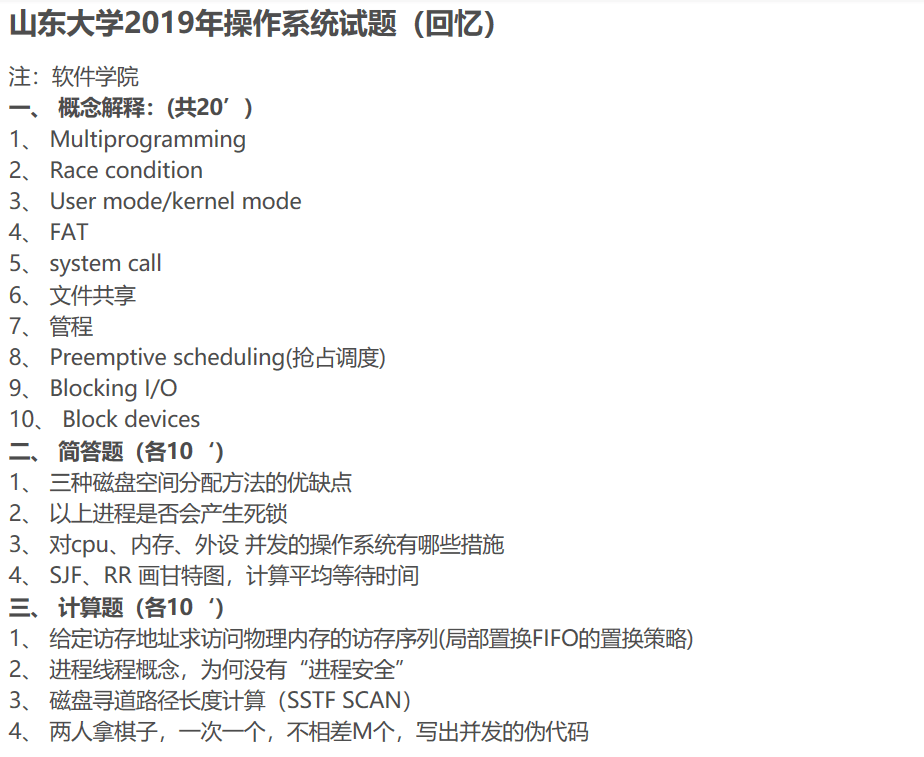 山东大学2019年操作系统试题（回忆）
注：软件学院
一、 概念解释：(共20′)
1、 Multiprogramming
2、 Race condition
3、 User mode/kernel mode
4、 FAT
5、 system call
6、 文件共享
7、 管程
8、 Preemptive scheduling(抢占调度)
9、 Blocking I/O
10、 Block devices
二、 简答题（各10‘）
1、 三种磁盘空间分配方法的优缺点
2、 以上进程是否会产生死锁
3、 对cpu、内存、外设 并发的操作系统有哪些措施
4、 SJF、RR 画甘特图，计算平均等待时间
三、 计算题（各10‘）
1、 给定访存地址求访问物理内存的访存序列(局部置换FIFO的置换策略)
2、 进程线程概念，为何没有“进程安全”
3、 磁盘寻道路径长度计算（SSTF SCAN）
4、 两人拿棋子，一次一个，不相差M个，写出并发的伪代码